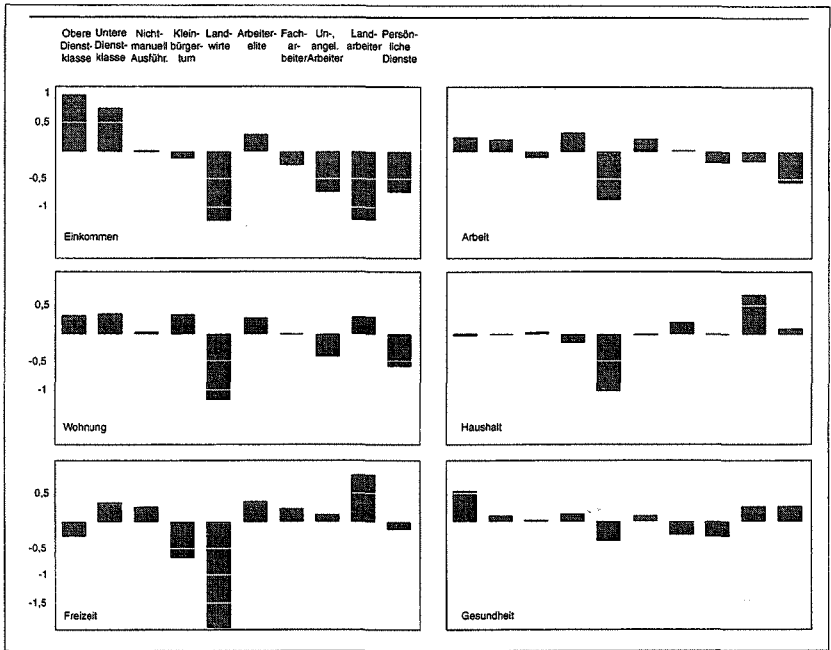 Obere Untere Nicht- Klein- Land- Arbeiter- Fach- Un-, Land- Persön-
Dienst- Dienst- manuell bürger- wirte elite ar- angel. arbeiter liche
klasse klasse Ausführ. tum beiter Arbeiter Dienste
1
0,5
-0,5
-1
Einkommen
Arbeit
0,5
-0,5
-1
Wohnung
Haushalt
0,5
-0,5
-1
-1,5
Freizeit
Gesundheit